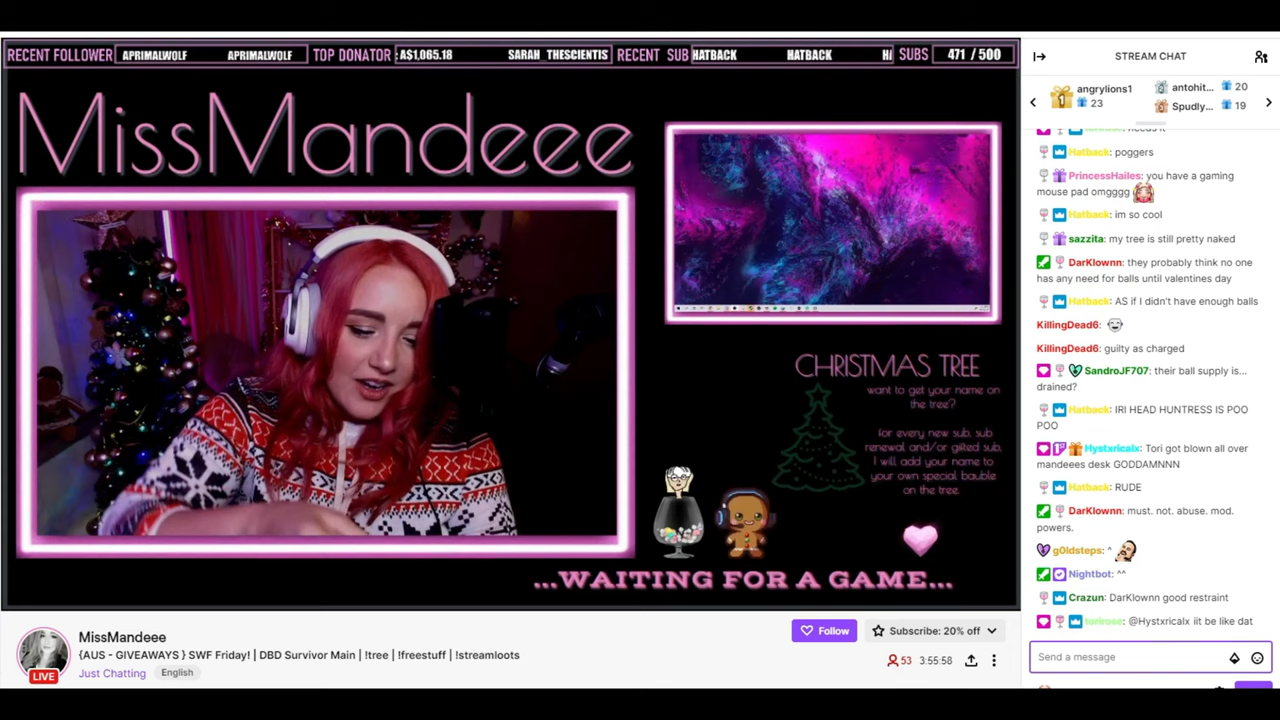 RECENT FOLLOWER APRIMALWOLF APRIMALWOLF TOP DONATOR : A$1,065.18 SARAH_THESCIENTIS RECENT SUB HATBACK HATBACK SUBS 471 / 500
MissMandeee
CHRISTMAS TREE
want to get your name on
the tree?
for every new sub, sub
renewal and/or gifted sub,
I will add your name to
your own special bauble
on the tree.
...WAITING FOR A GAME...
MissMandeee
{AUS - GIVEAWAYS } SWF Friday! | DBD Survivor Main | !tree | !freestuff | !streamloots
Just Chatting English
LIVE
Follow
Subscribe: 20% off
53 3:55:58
STREAM CHAT
1 angrylions1
23
antohit... 20
Spudly... 19
Hatback: poggers
PrincessHailes: you have a gaming
mouse pad omgggg
Hatback: im so cool
sazzita: my tree is still pretty naked
DarKlownn: they probably think no one
has any need for balls until valentines
day
Hatback: AS if I didn't have enough balls
KillingDead6:
KillingDead6: guilty as charged
SandroJF707: their ball supply is...
drained?
Hatback: IRI HEAD HUNTRESS IS POO
POO
Hystxricalx: Tori got blown all over
mandeees desk GODDAMNNN
Hatback: RUDE
DarKlownn: must. not. abuse. mod.
powers.
g0ldsteps: ^
Nightbot: ^^
Crazun: DarKlownn good restraint
torirose: @Hystxricalx iit be like dat
Send a message